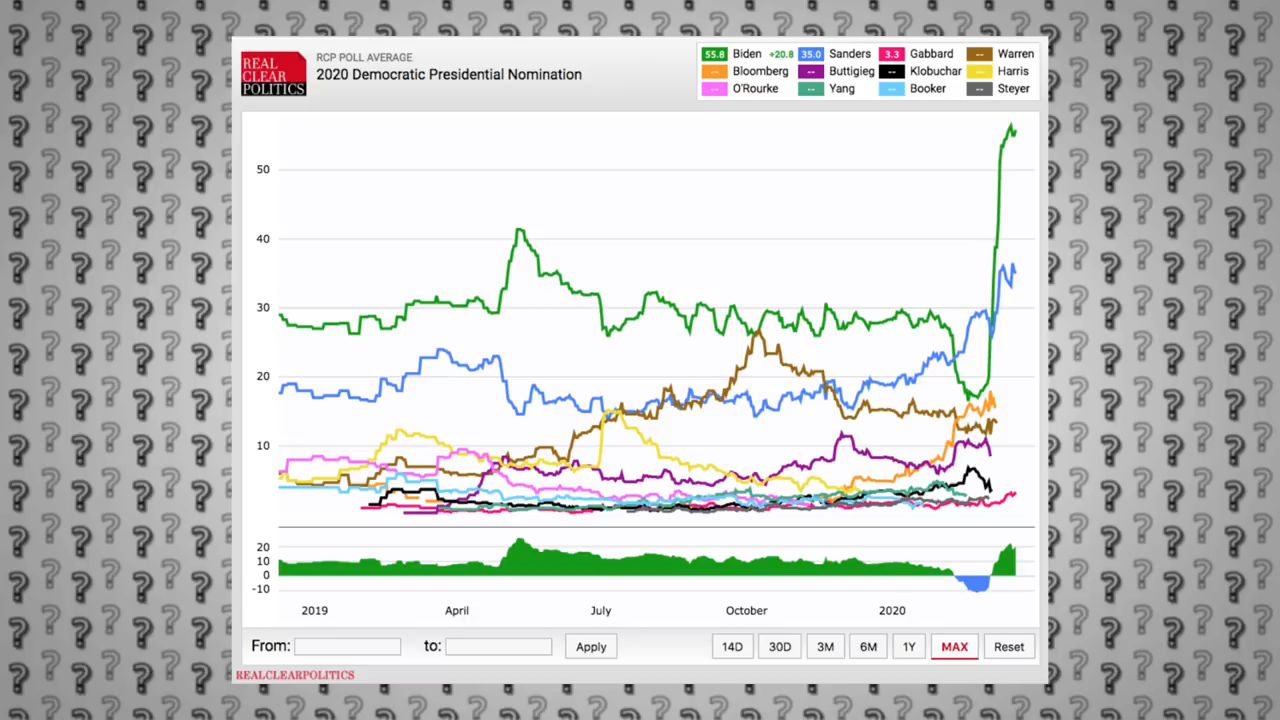 REAL
CLEAR
POLITICS
RCP POLL AVERAGE
2020 Democratic Presidential Nomination
55.8 Biden +20.8 35.0 Sanders 3.3 Gabbard -- Warren
-- Bloomberg -- Buttigieg -- Klobuchar -- Harris
-- O'Rourke -- Yang -- Booker -- Steyer
50
40
30
20
10
20
10
0
-10
2019 April July October 2020
From: to: Apply 14D 30D 3M 6M 1Y MAX Reset
REALCLEARPOLITICS